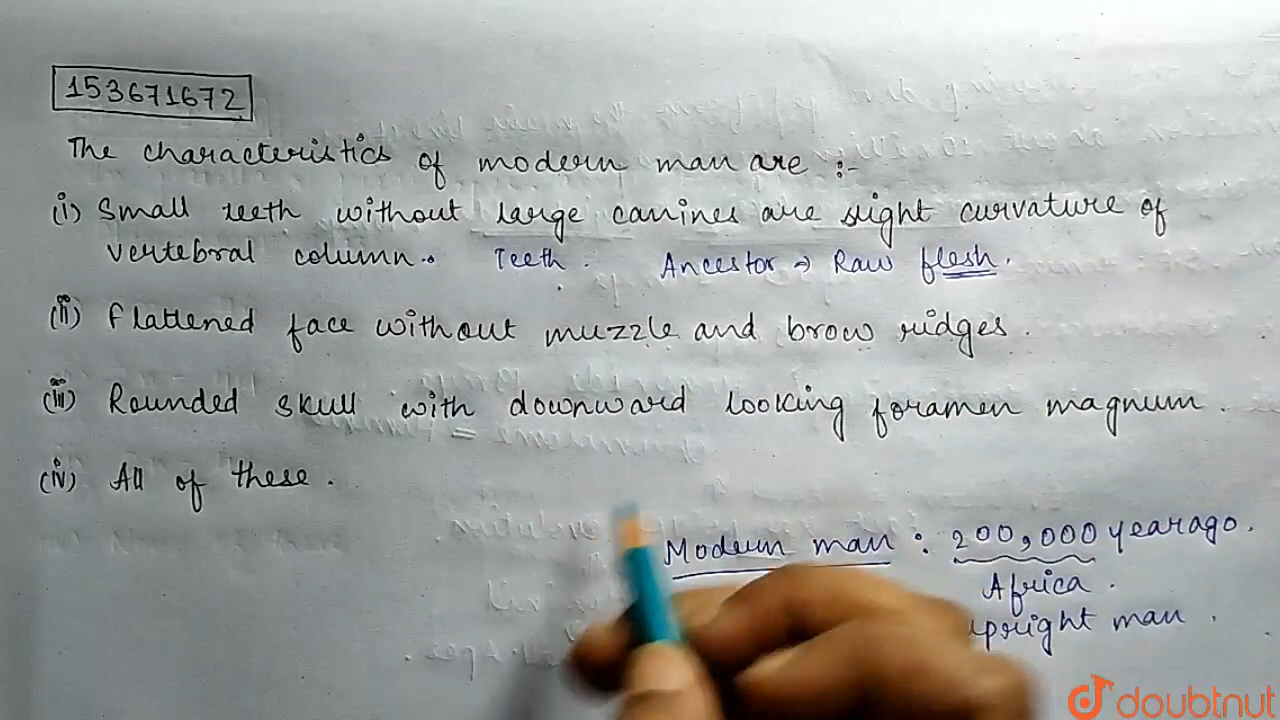 153671672
The characteristics of modern man are :-
(i) Small teeth without large canines are slight curvature of
vertebral column. Teeth. Ancestor → Raw flesh.
(ii) Flattened face without muzzle and brow ridges.
(iii) Rounded skull with downward looking foramen magnum.
(iv) All of these.
Modern man : 200,000 year ago.
Africa.
upright man.
doubtnut